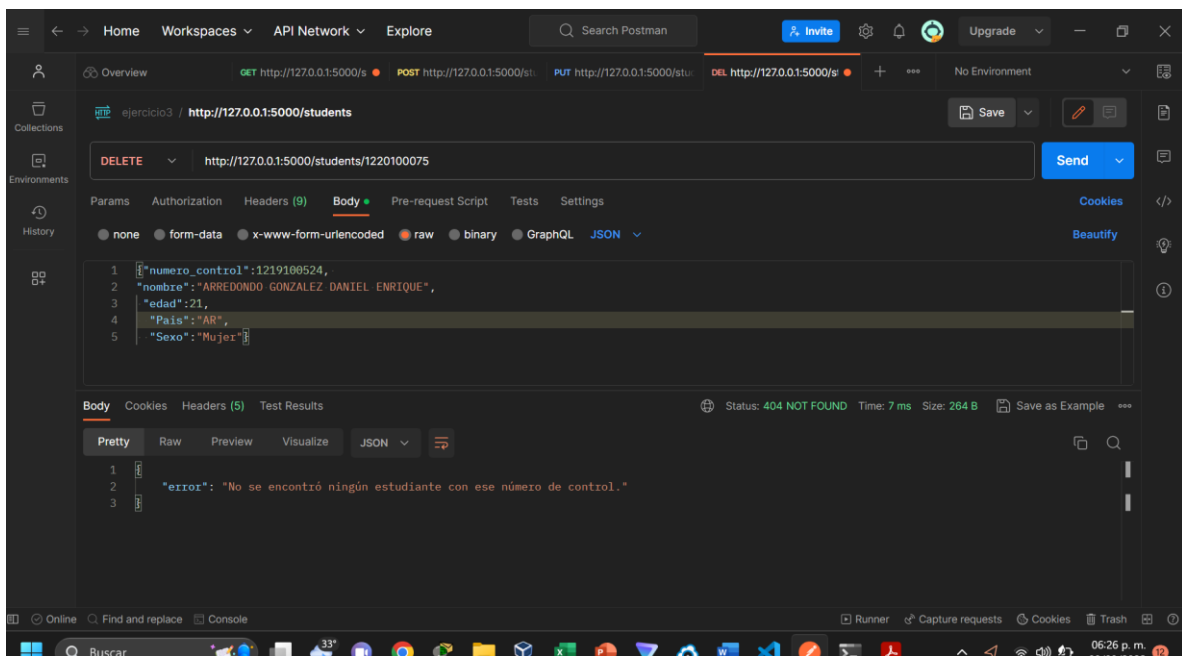 Home Workspaces API Network Explore Search Postman Invite Upgrade
Overview GET http://127.0.0.1:5000/s POST http://127.0.0.1:5000/st PUT http://127.0.0.1:5000/stu DEL http://127.0.0.1:5000/s No Environment
HTTP ejercicio3 / http://127.0.0.1:5000/students Save
Collections
DELETE http://127.0.0.1:5000/students/1220100075 Send
Environments
Params Authorization Headers (9) Body Pre-request Script Tests Settings Cookies
History
none form-data x-www-form-urlencoded raw binary GraphQL JSON Beautify
1 {"numero_control":1219100524,
2 "nombre":"ARREDONDO GONZALEZ DANIEL ENRIQUE",
3 "edad":21,
4 "Pais":"AR",
5 "Sexo":"Mujer"}
Body Cookies Headers (5) Test Results Status: 404 NOT FOUND Time: 7 ms Size: 264 B Save as Example
Pretty Raw Preview Visualize JSON
1 {
2 "error": "No se encontró ningún estudiante con ese número de control."
3 }
Online Find and replace Console Runner Capture requests Cookies Trash
Buscar 33° 06:26 p. m. 12